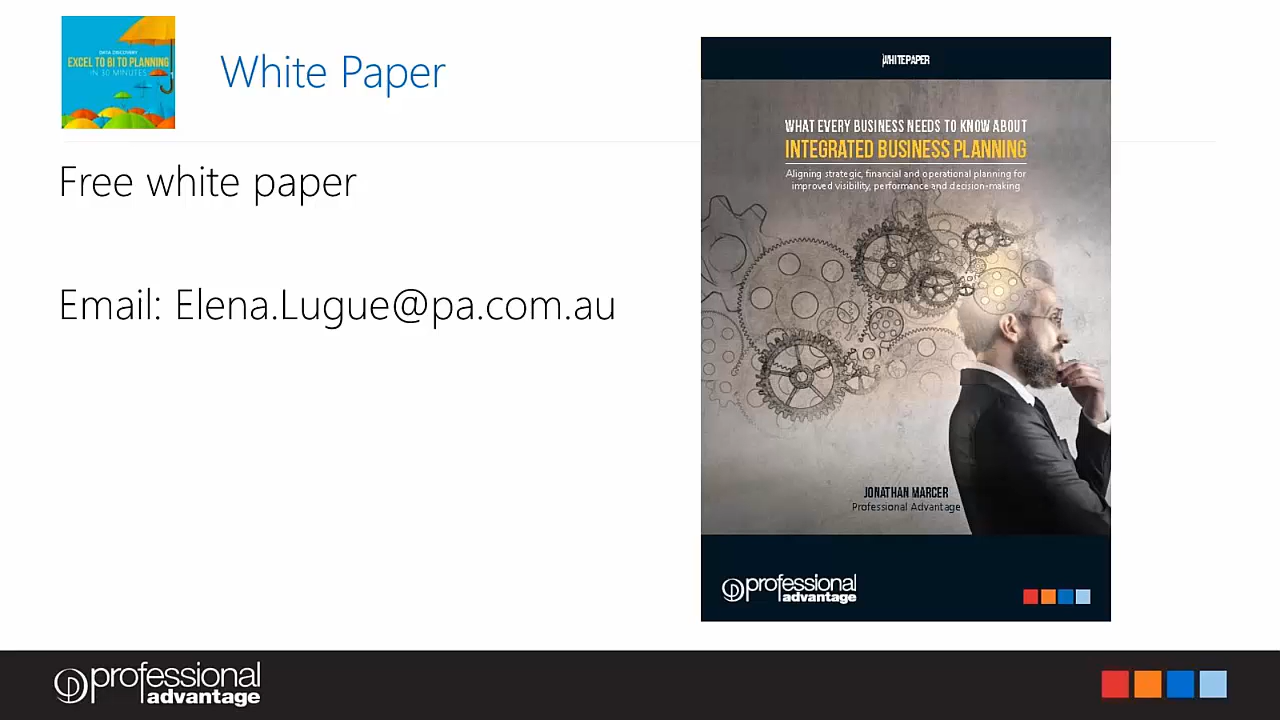 DATA DISCOVERY
EXCEL TO BI TO PLANNING
IN 30 MINUTES
White Paper
Free white paper
Email: Elena.Lugue@pa.com.au
WHITEPAPER
WHAT EVERY BUSINESS NEEDS TO KNOW ABOUT
INTEGRATED BUSINESS PLANNING
Aligning strategic, financial and operational planning for
improved visibility, performance and decision-making
JONATHAN MARCER
Professional Advantage
professional
advantage
professional
advantage